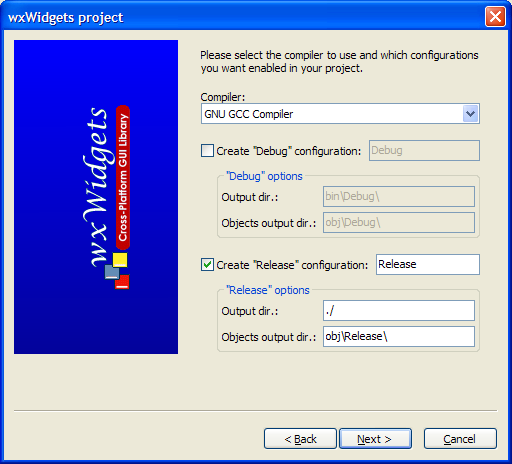 wxWidgets project
wxWidgets
Cross-Platform GUI Library
Please select the compiler to use and which configurations
you want enabled in your project.
Compiler:
GNU GCC Compiler
Create "Debug" configuration: Debug
"Debug" options
Output dir.: bin\Debug\
Objects output dir.: obj\Debug\
Create "Release" configuration: Release
"Release" options
Output dir.: ./
Objects output dir.: obj\Release\
< Back Next > Cancel